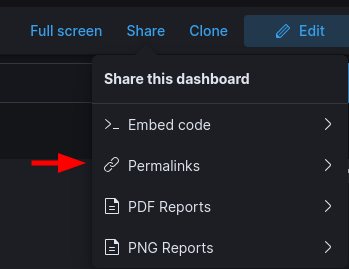 Full screen Share Clone Edit
Share this dashboard
Embed code
Permalinks
PDF Reports
PNG Reports